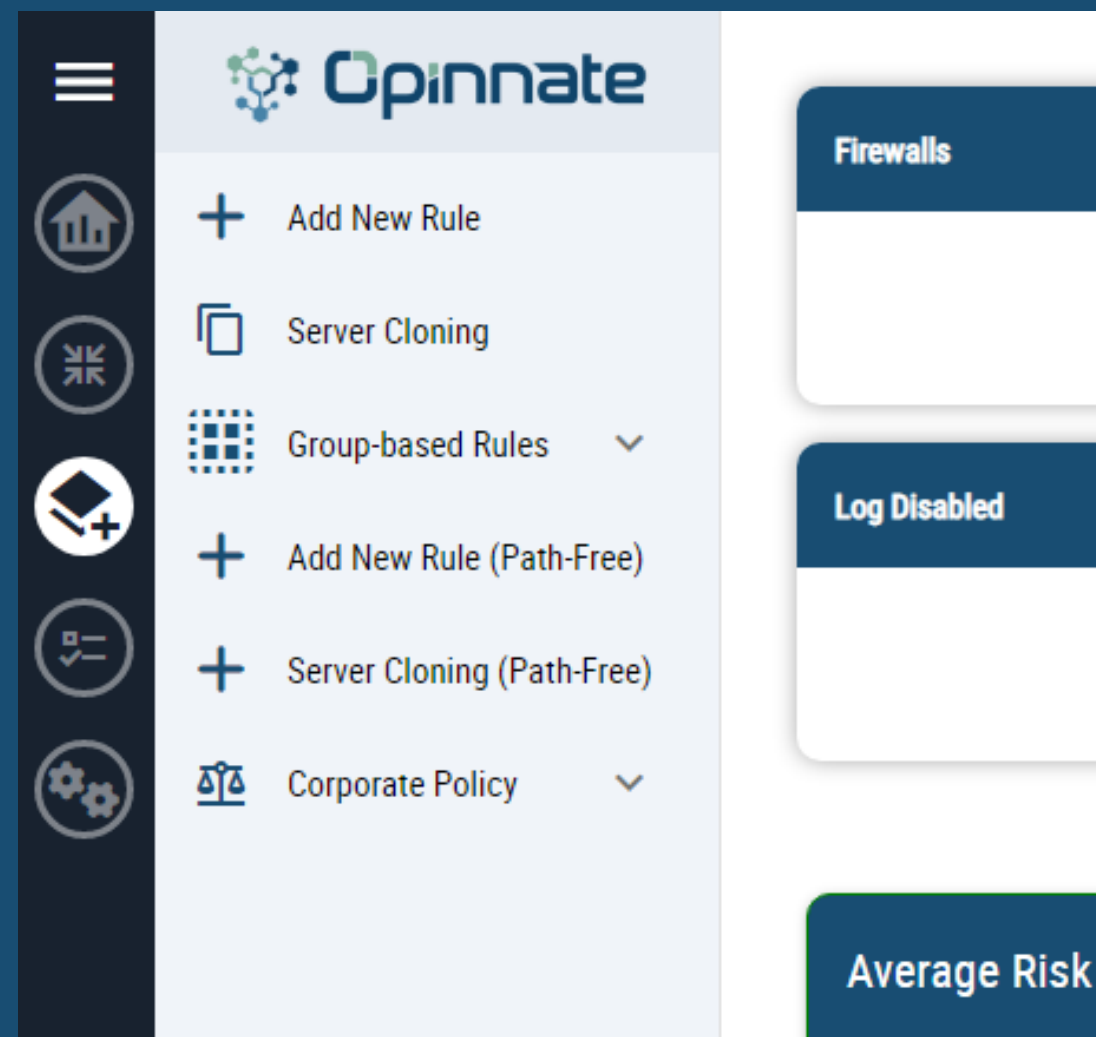 Opinnate
Add New Rule
Server Cloning
Group-based Rules
Add New Rule (Path-Free)
Server Cloning (Path-Free)
Corporate Policy
Firewalls
Log Disabled
Average Risk